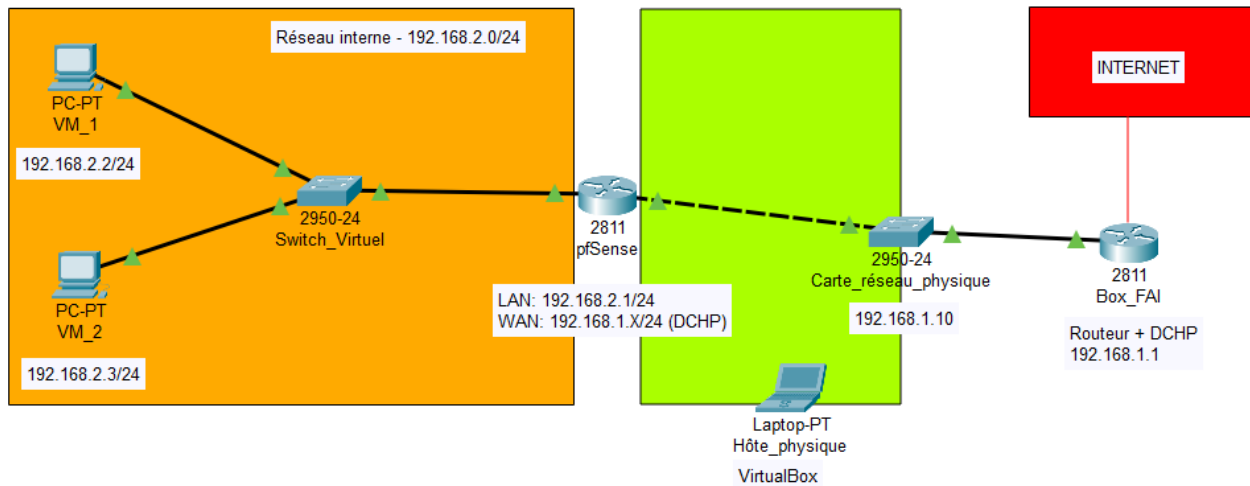 Réseau interne - 192.168.2.0/24
INTERNET
PC-PT
VM_1
192.168.2.2/24
2950-24
Switch_Virtuel
2811
pfSense
2950-24
Carte_réseau_physique
2811
Box_FAI
PC-PT
VM_2
LAN: 192.168.2.1/24
WAN: 192.168.1.X/24 (DCHP)
192.168.1.10
Routeur + DCHP
192.168.1.1
192.168.2.3/24
Laptop-PT
Hôte_physique
VirtualBox